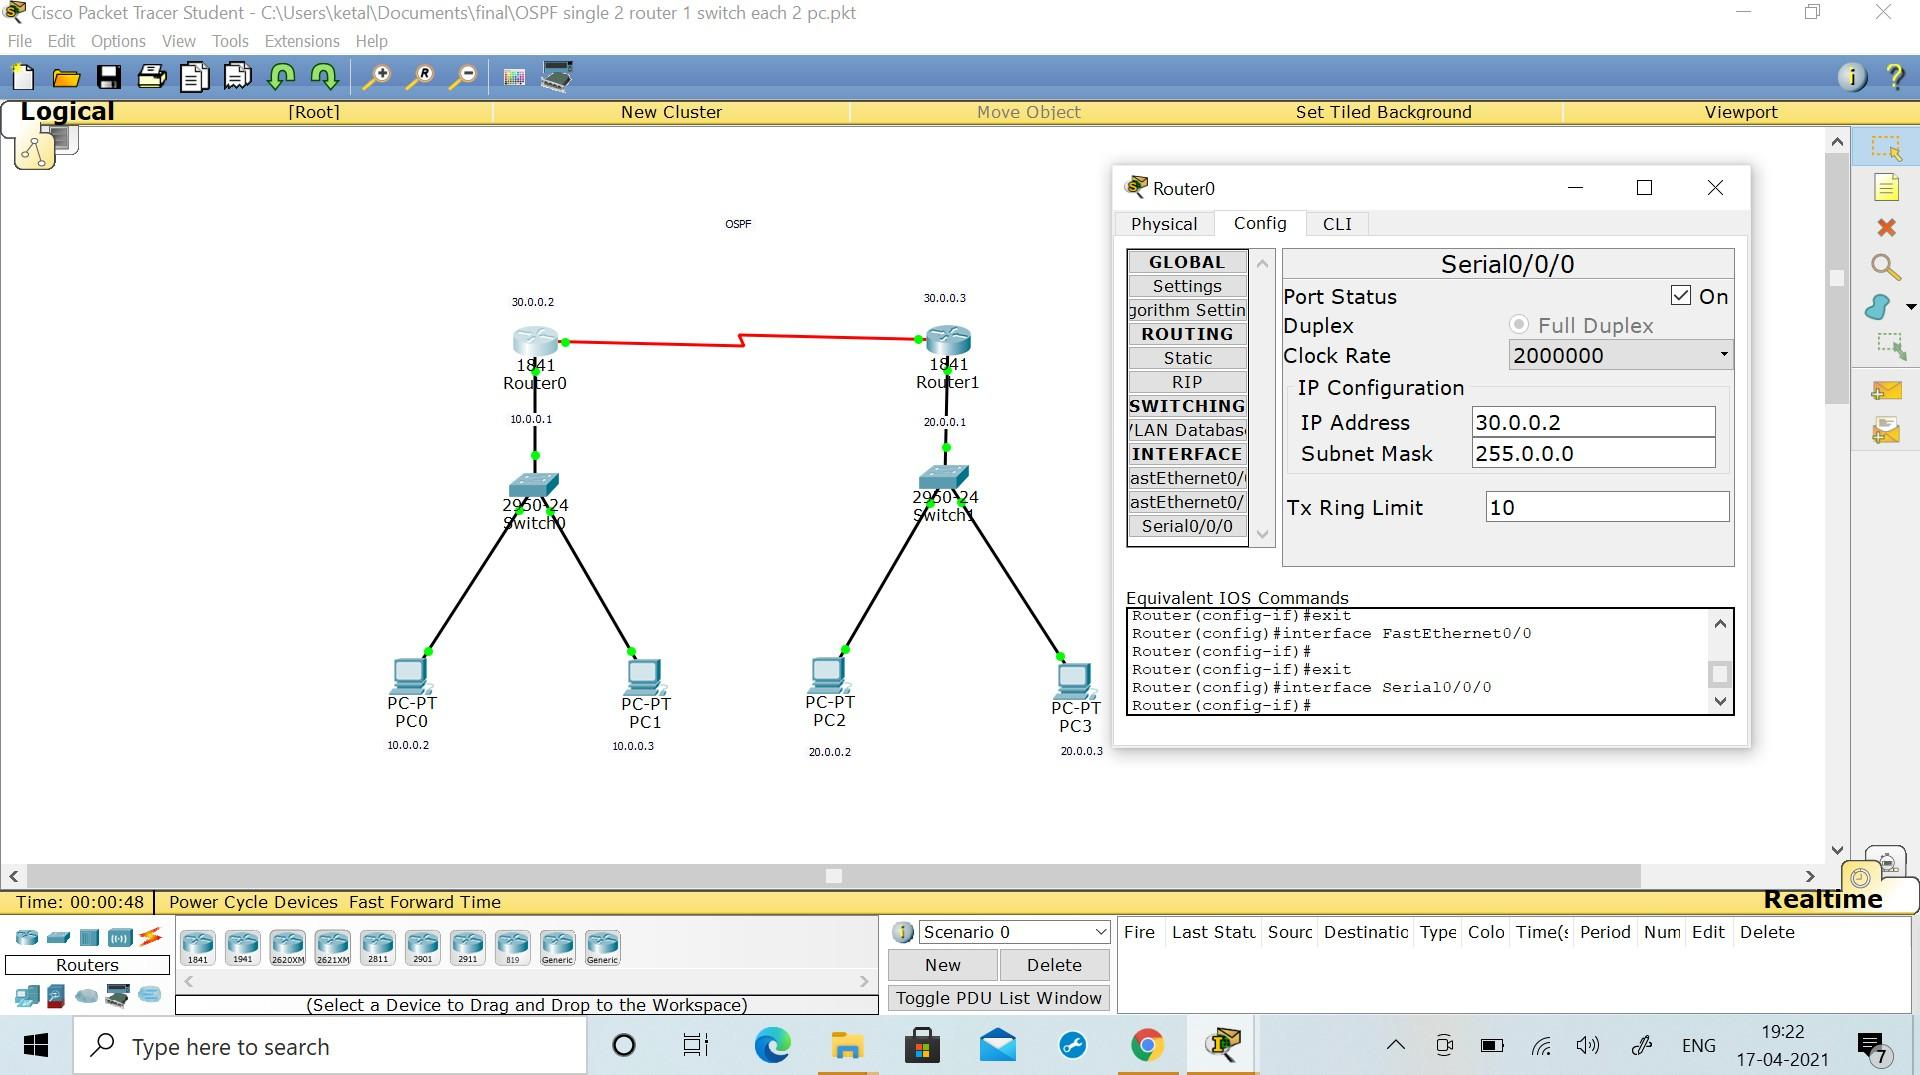 Cisco Packet Tracer Student - C:\Users\ketal\Documents\final\OSPF single 2 router 1 switch each 2 pc.pkt
File Edit Options View Tools Extensions Help
Logical [Root] New Cluster Move Object Set Tiled Background Viewport
OSPF
30.0.0.2
30.0.0.3
1841
Router0
1841
Router1
10.0.0.1
20.0.0.1
2950-24
Switch0
2950-24
Switch1
PC-PT
PC0
10.0.0.2
PC-PT
PC1
10.0.0.3
PC-PT
PC2
20.0.0.2
PC-PT
PC3
20.0.0.3
Router0
Physical Config CLI
GLOBAL
Settings
gorithm Settin
ROUTING
Static
RIP
SWITCHING
VLAN Databas
INTERFACE
astEthernet0/
astEthernet0/
Serial0/0/0
Serial0/0/0
Port Status On
Duplex Full Duplex
Clock Rate 2000000
IP Configuration
IP Address 30.0.0.2
Subnet Mask 255.0.0.0
Tx Ring Limit 10
Equivalent IOS Commands
Router(config-if)#exit
Router(config)#interface FastEthernet0/0
Router(config-if)#
Router(config-if)#exit
Router(config)#interface Serial0/0/0
Router(config-if)#
Time: 00:00:48 Power Cycle Devices Fast Forward Time Realtime
Routers
1841 1941 2620XM 2621XM 2811 2901 2911 819 Generic Generic
(Select a Device to Drag and Drop to the Workspace)
Scenario 0
New Delete
Toggle PDU List Window
Fire Last Statu Sourc Destinatic Type Colo Time(s Period Num Edit Delete
Type here to search
ENG
19:22
17-04-2021
7